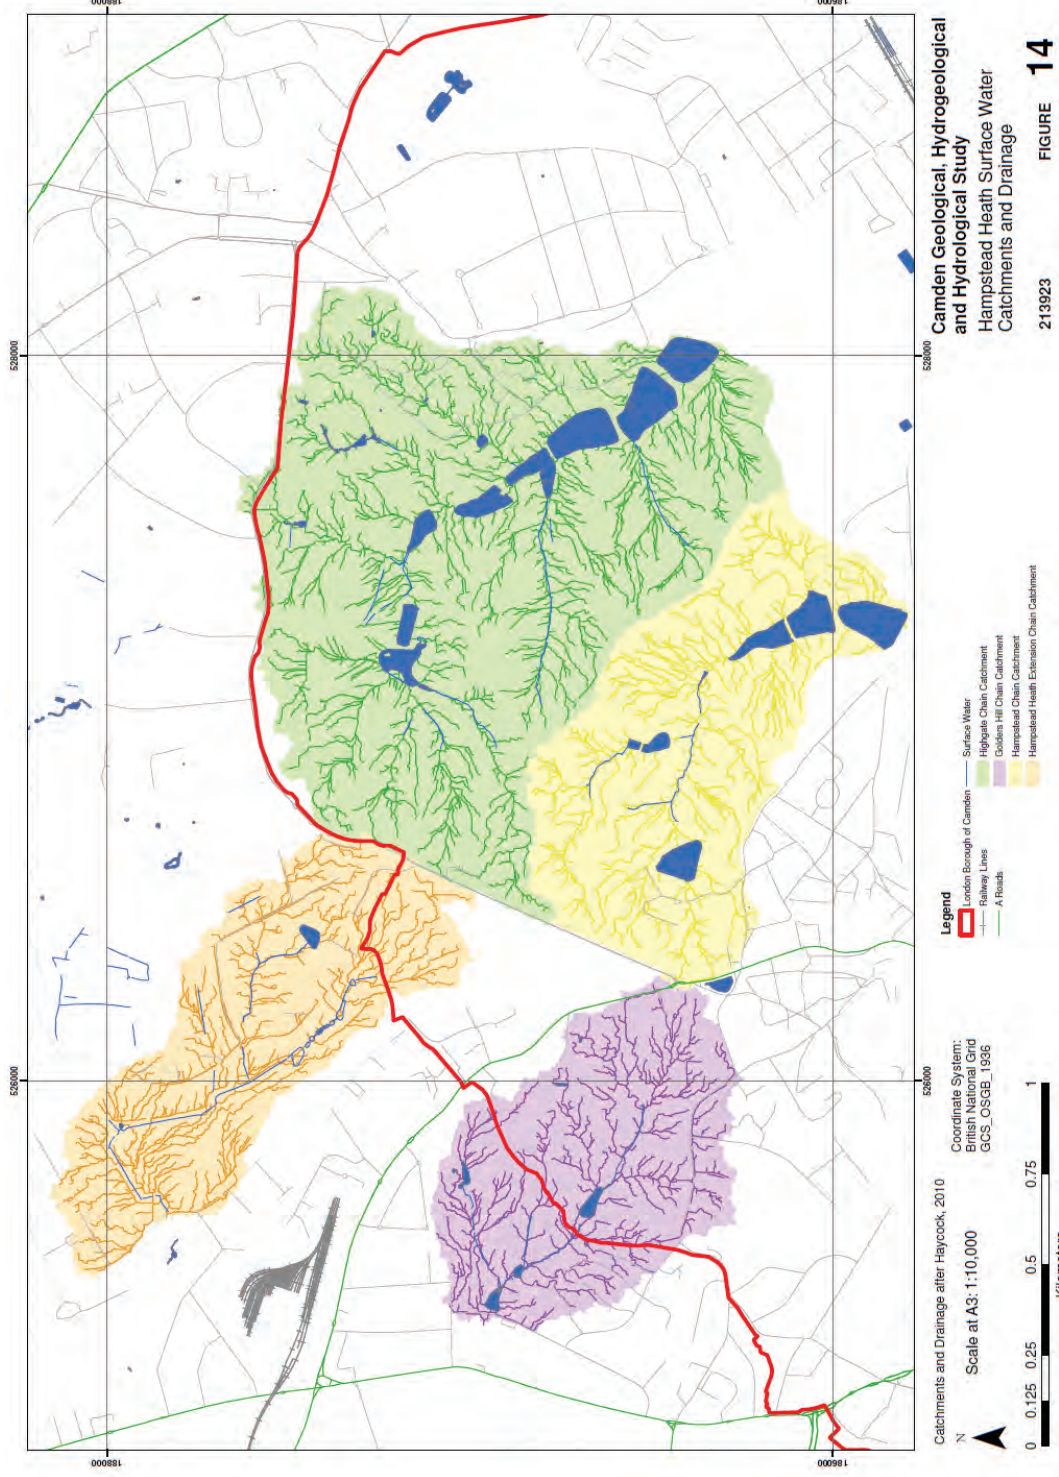 Camden Geological, Hydrogeological
and Hydrological Study
Hampstead Heath Surface Water
Catchments and Drainage
213923
FIGURE 14
Legend
London Borough of Camden
Railway Lines
A Roads
Surface Water
Highgate Chain Catchment
Golders Hill Chain Catchment
Hampstead Chain Catchment
Hampstead Heath Extension Chain Catchment
Coordinate System:
British National Grid
GCS_OSGB_1936
Catchments and Drainage after Haycock, 2010
N
Scale at A3: 1:10,000
0 0.125 0.25 0.5 0.75 1
Kilometers
526000
528000
526000
528000
188000
188000
186000
186000